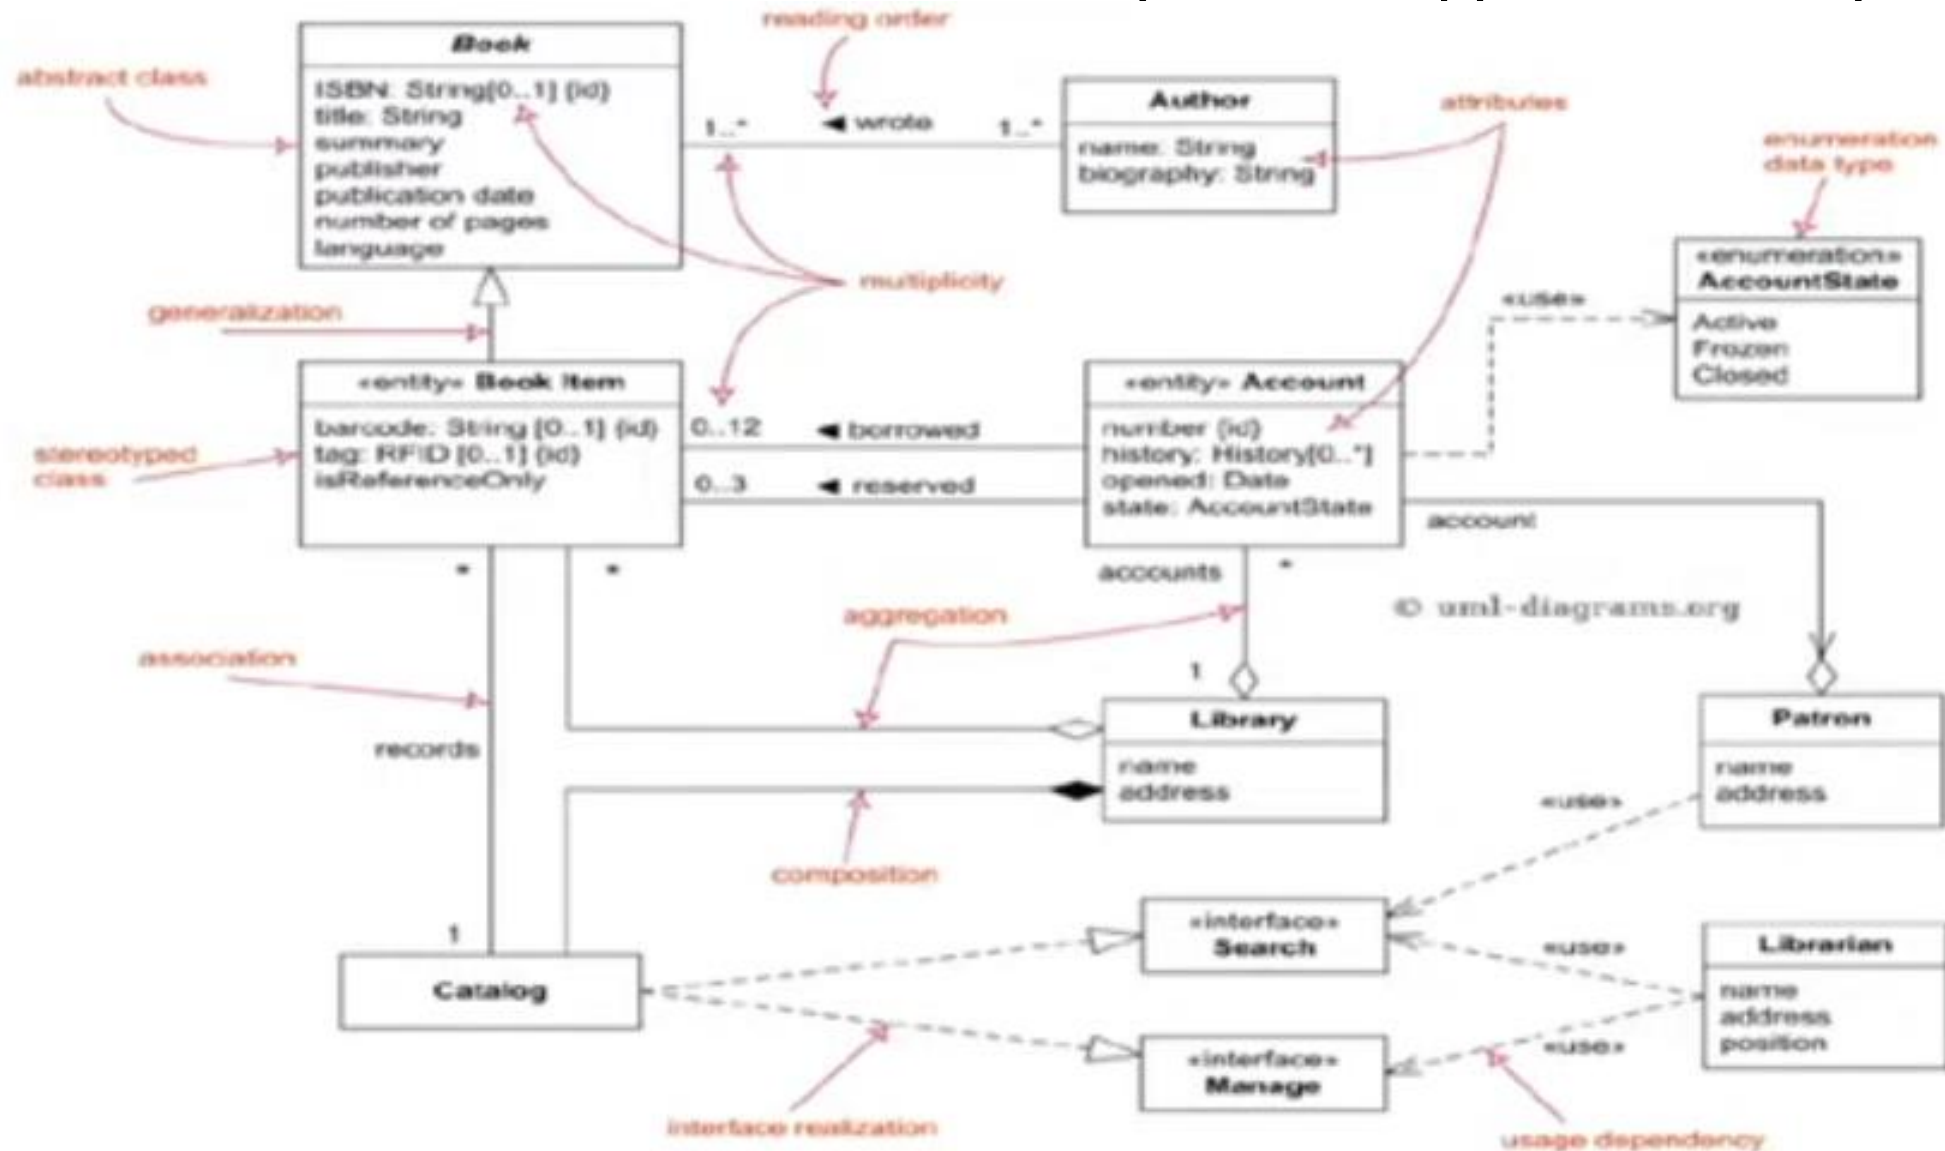 reading order
Book
abstract class
ISBN: String[0..1] {id}
title: String
summary
publisher
publication date
number of pages
language
1..*
◄ wrote
1..*
Author
name: String
biography: String
attributes
enumeration
data type
multiplicity
generalization
«enumeration»
AccountState
Active
Frozen
Closed
«use»
«entity» Book Item
barcode: String [0..1] {id}
tag: RFID [0..1] {id}
isReferenceOnly
stereotyped
class
0..12
◄ borrowed
0..3
◄ reserved
«entity» Account
number {id}
history: History[0..*]
opened: Date
state: AccountState
account
*
*
accounts
*
© uml-diagrams.org
aggregation
association
1
records
Library
name
address
Patron
name
address
«use»
composition
1
Catalog
«interface»
Search
«use»
Librarian
name
address
position
«interface»
Manage
«use»
interface realization
usage dependency